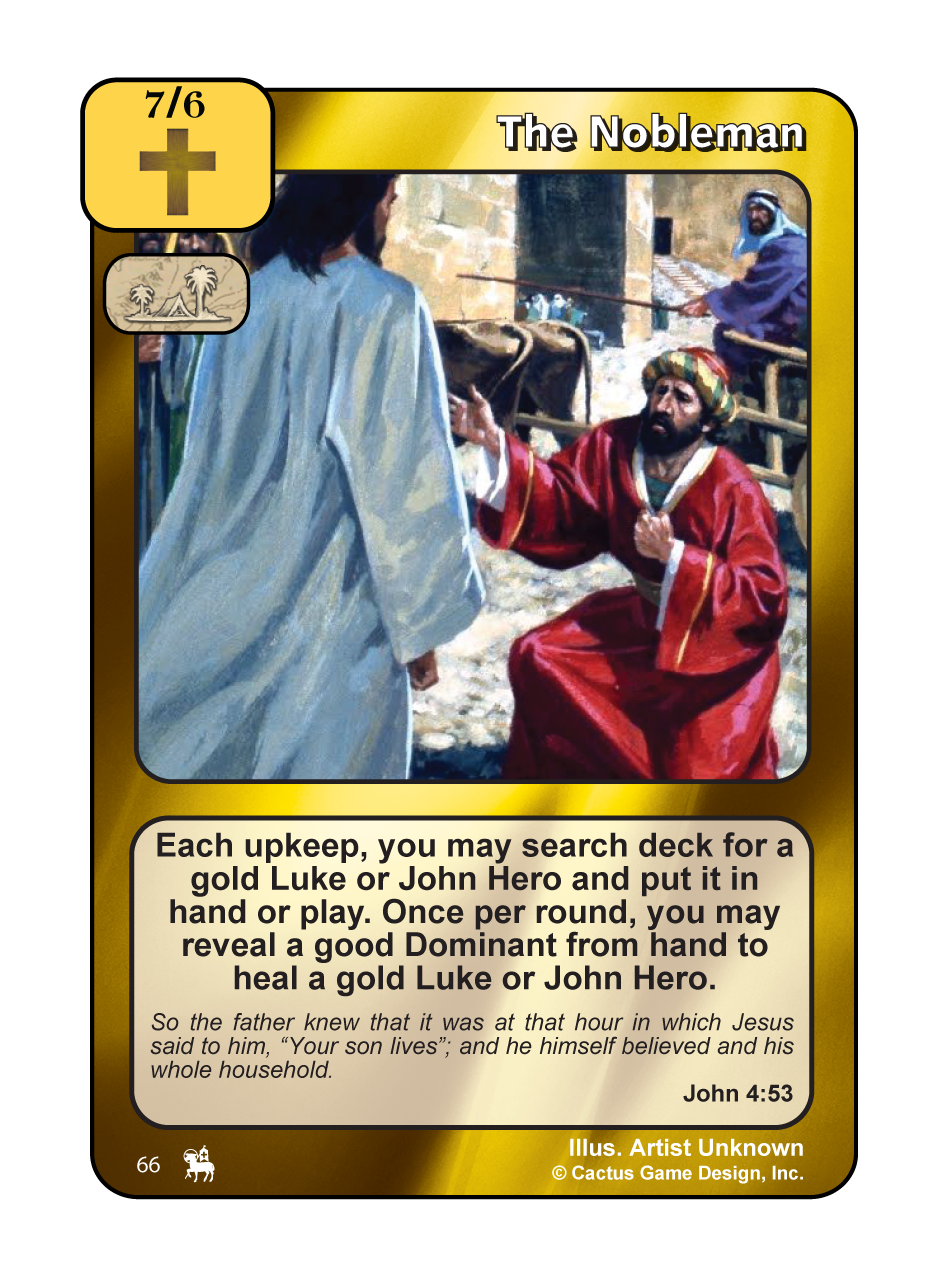 7/6
The Nobleman
Each upkeep, you may search deck for a
gold Luke or John Hero and put it in
hand or play. Once per round, you may
reveal a good Dominant from hand to
heal a gold Luke or John Hero.
So the father knew that it was at that hour in which Jesus
said to him, “Your son lives”; and he himself believed and his
whole household.
John 4:53
66
Illus. Artist Unknown
© Cactus Game Design, Inc.